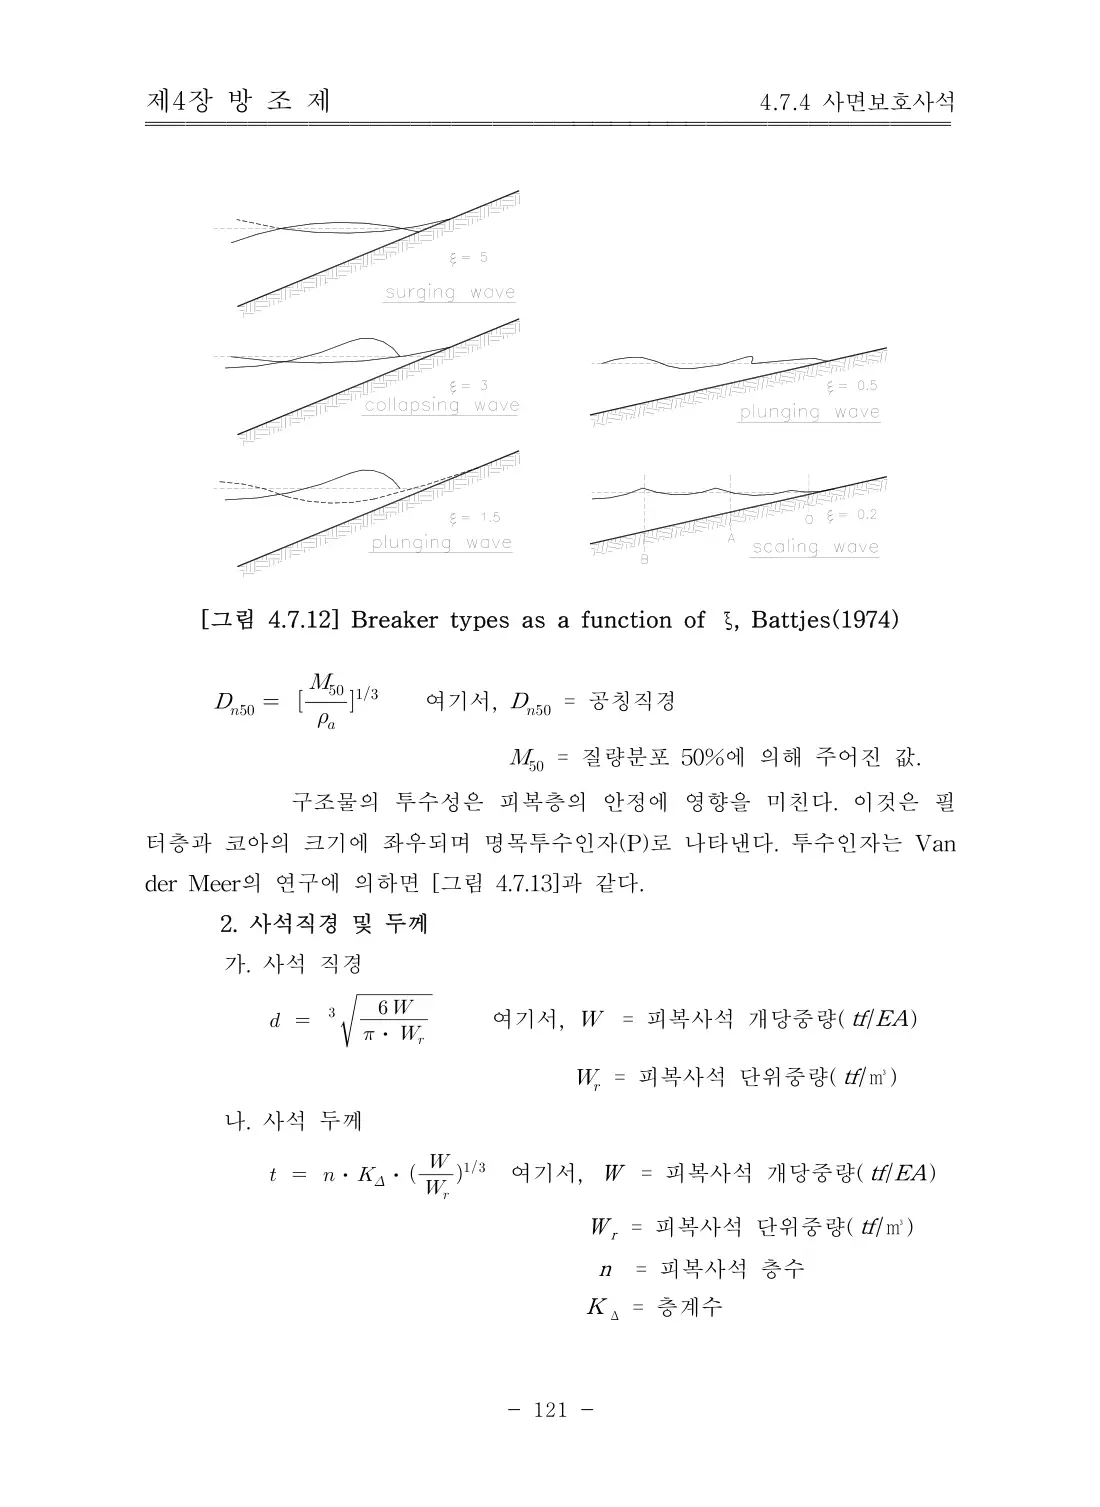 제4장 방 조 제 4.7.4 사면보호사석
ξ= 5
surging wave
ξ= 3
collapsing wave
ξ= 0.5
plunging wave
ξ= 1.5
plunging wave
O ξ= 0.2
A
scaling wave
B
[그림 4.7.12] Breaker types as a function of ξ, Battjes(1974)
D_{n50} = [M_{50}/ρ_a]^{1/3} 여기서, D_{n50} = 공칭직경
M_{50} = 질량분포 50%에 의해 주어진 값.
구조물의 투수성은 피복층의 안정에 영향을 미친다. 이것은 필
터층과 코아의 크기에 좌우되며 명목투수인자(P)로 나타낸다. 투수인자는 Van
der Meer의 연구에 의하면 [그림 4.7.13]과 같다.
2. 사석직경 및 두께
가. 사석 직경
d = ³√(6W/π・W_r) 여기서, W = 피복사석 개당중량(tf/EA)
W_r = 피복사석 단위중량(tf/㎥)
나. 사석 두께
t = n・K_Δ・(W/W_r)^{1/3} 여기서, W = 피복사석 개당중량(tf/EA)
W_r = 피복사석 단위중량(tf/㎥)
n = 피복사석 층수
K_Δ = 층계수
- 121 -